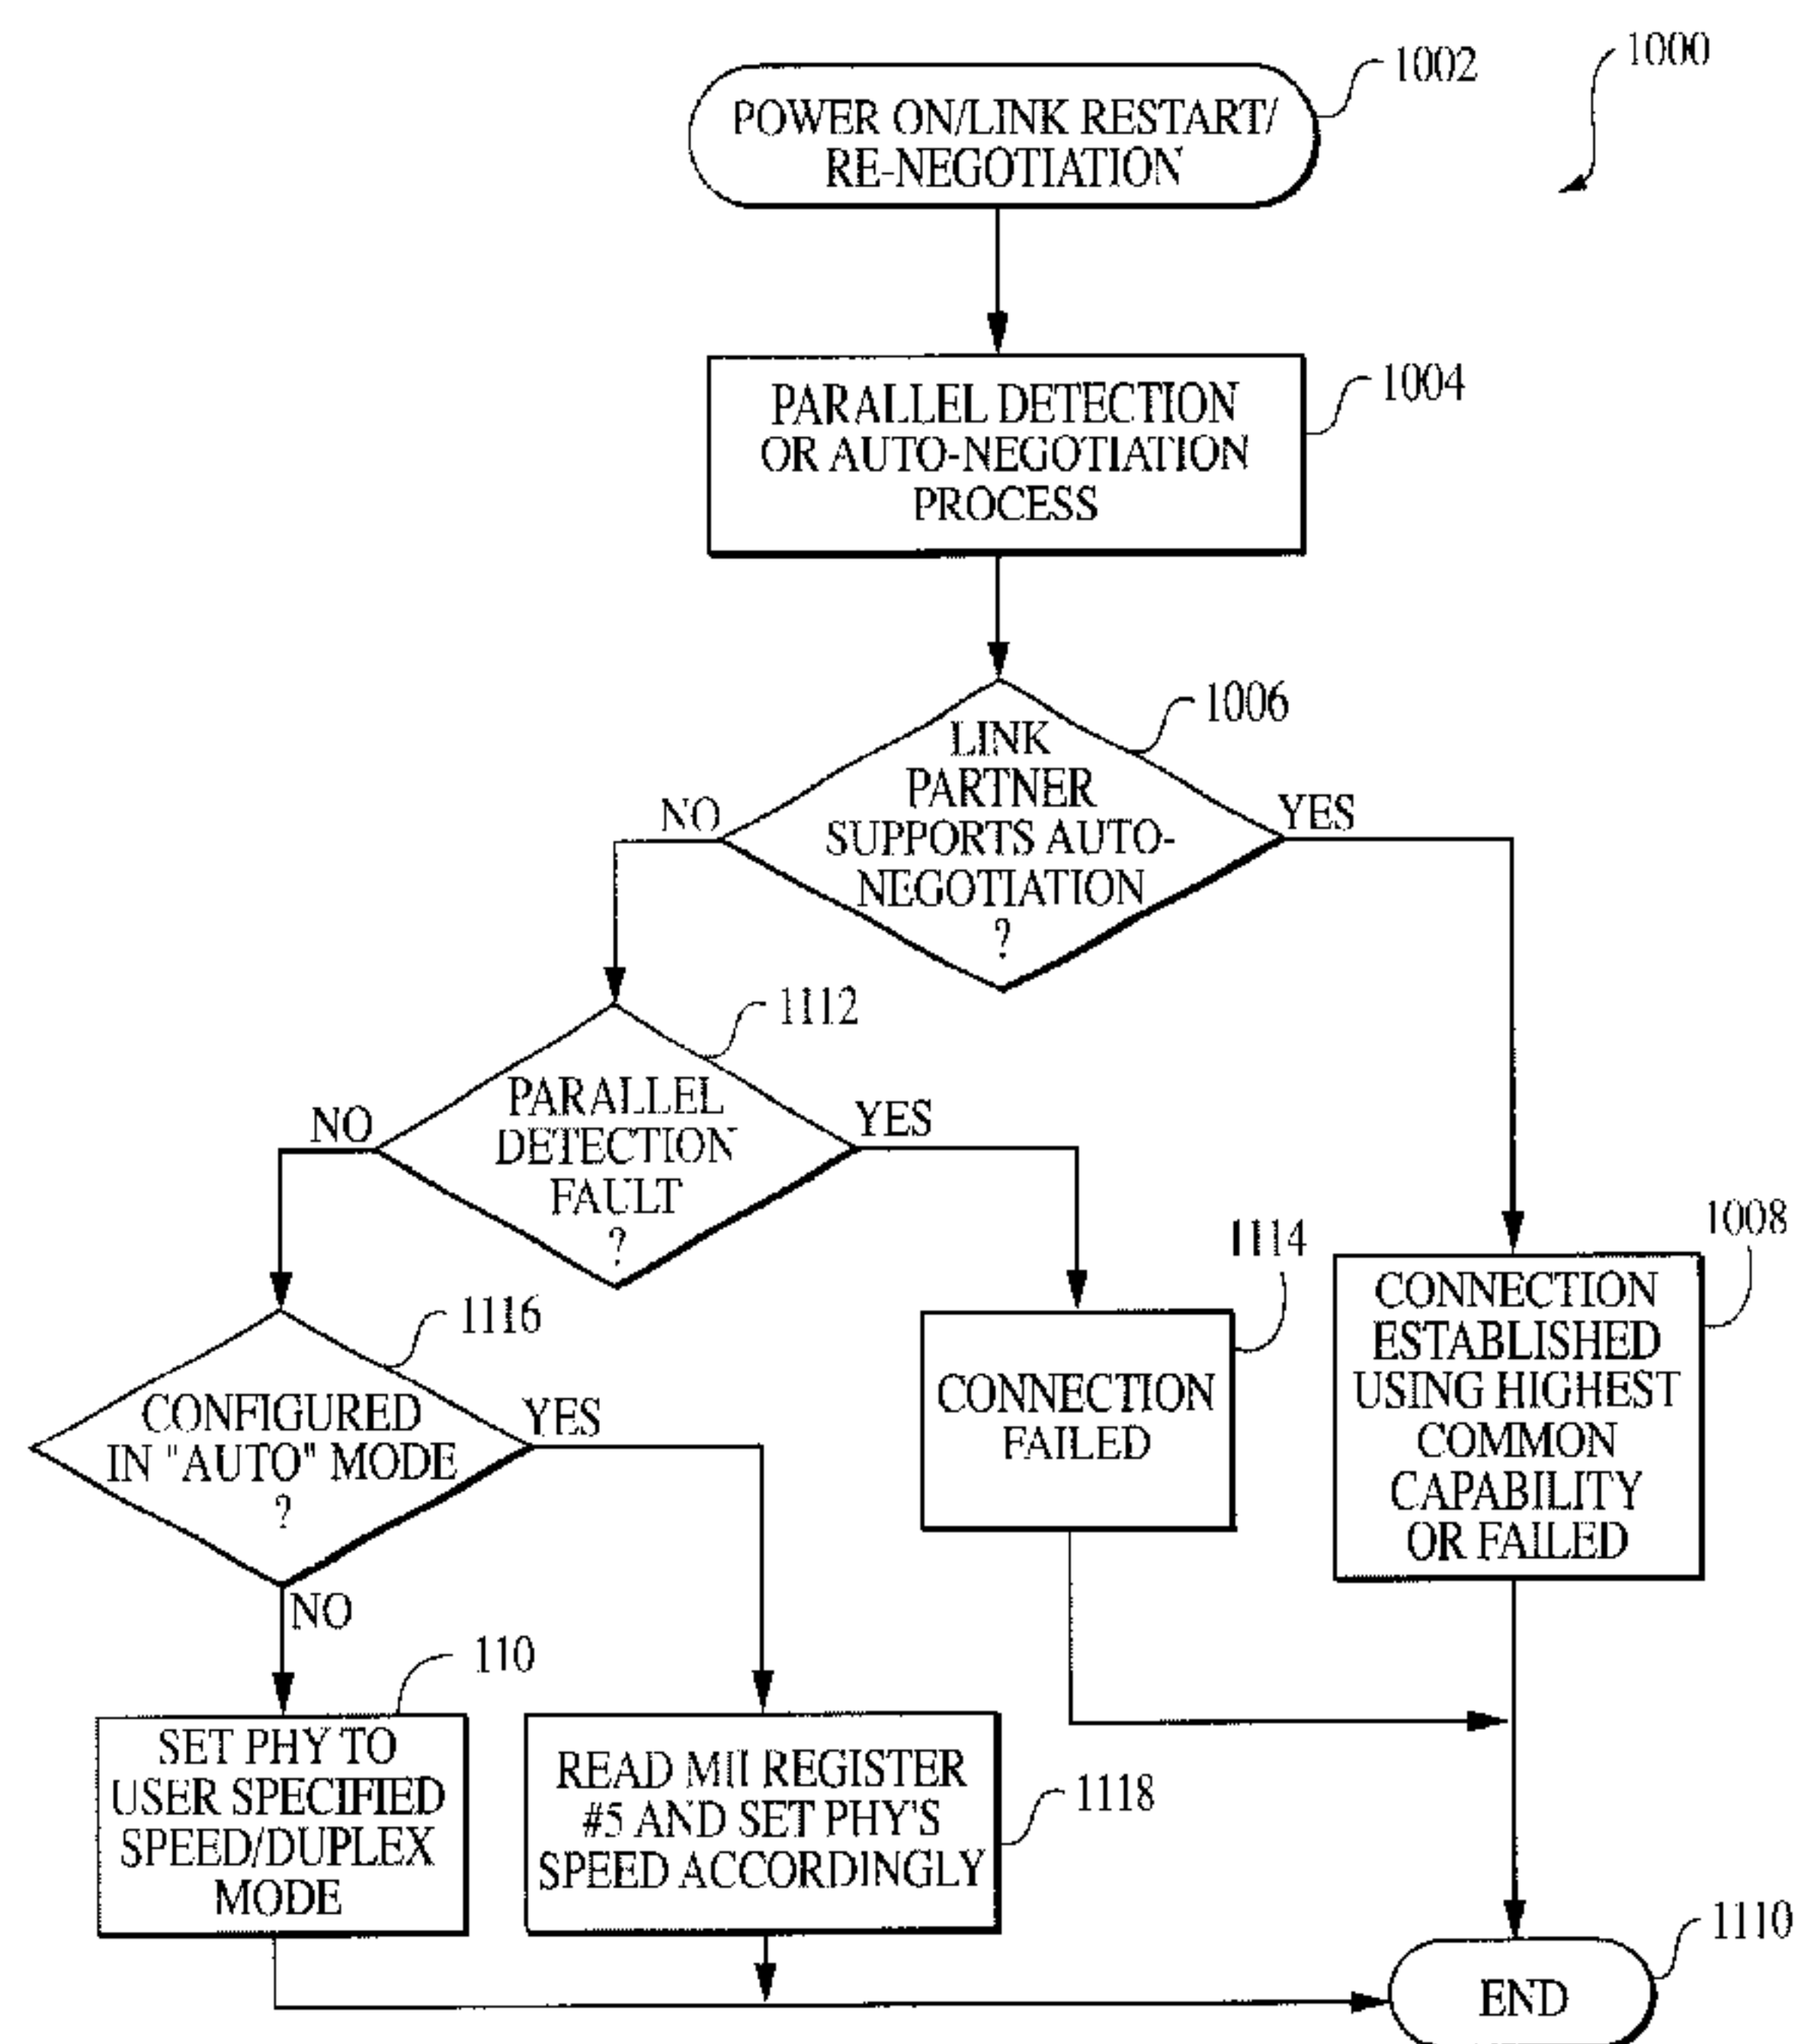 1000
1002
POWER ON/LINK RESTART/
RE-NEGOTIATION
1004
PARALLEL DETECTION
OR AUTO-NEGOTIATION
PROCESS
1006
LINK
PARTNER
SUPPORTS AUTO-
NEGOTIATION
?
NO
YES
1112
PARALLEL
DETECTION
FAULT
?
NO
YES
1114
CONNECTION
FAILED
1008
CONNECTION
ESTABLISHED
USING HIGHEST
COMMON
CAPABILITY
OR FAILED
1116
CONFIGURED
IN "AUTO" MODE
?
YES
NO
110
SET PHY TO
USER SPECIFIED
SPEED/DUPLEX
MODE
READ MII REGISTER
#5 AND SET PHY'S
SPEED ACCORDINGLY
1118
1110
END